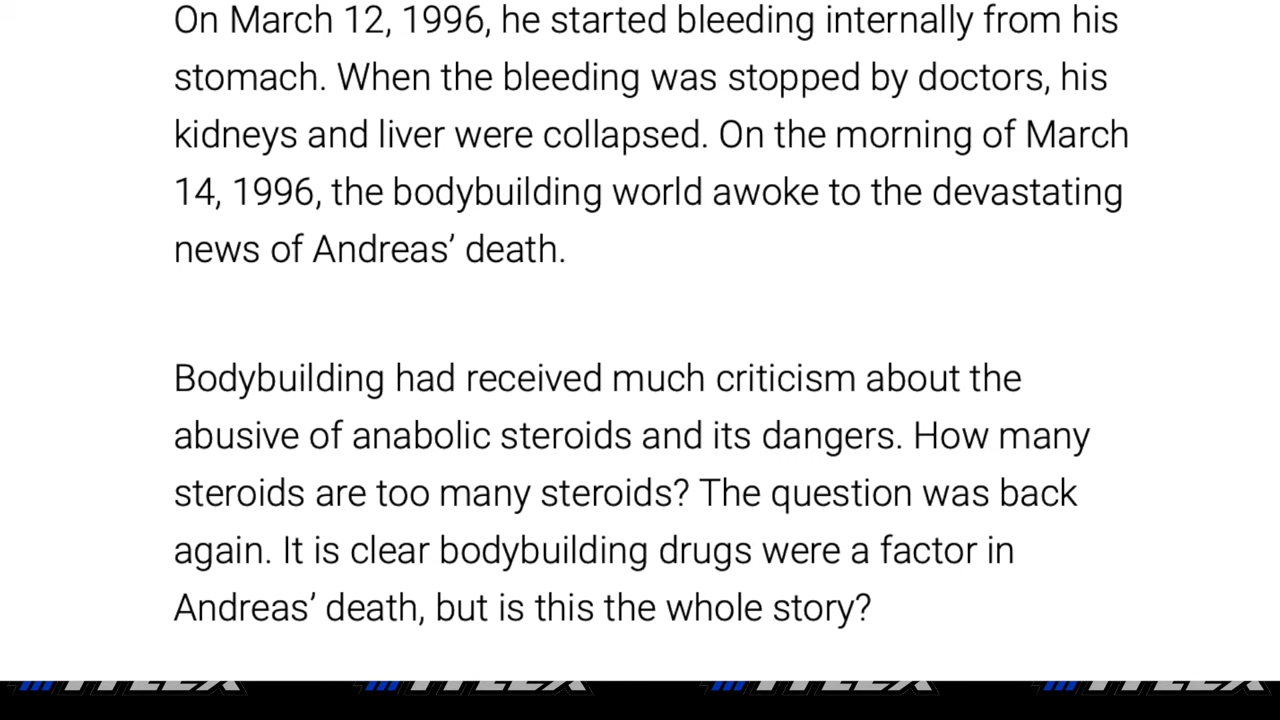 On March 12, 1996, he started bleeding internally from his
stomach. When the bleeding was stopped by doctors, his
kidneys and liver were collapsed. On the morning of March
14, 1996, the bodybuilding world awoke to the devastating
news of Andreas’ death.
Bodybuilding had received much criticism about the
abusive of anabolic steroids and its dangers. How many
steroids are too many steroids? The question was back
again. It is clear bodybuilding drugs were a factor in
Andreas’ death, but is this the whole story?